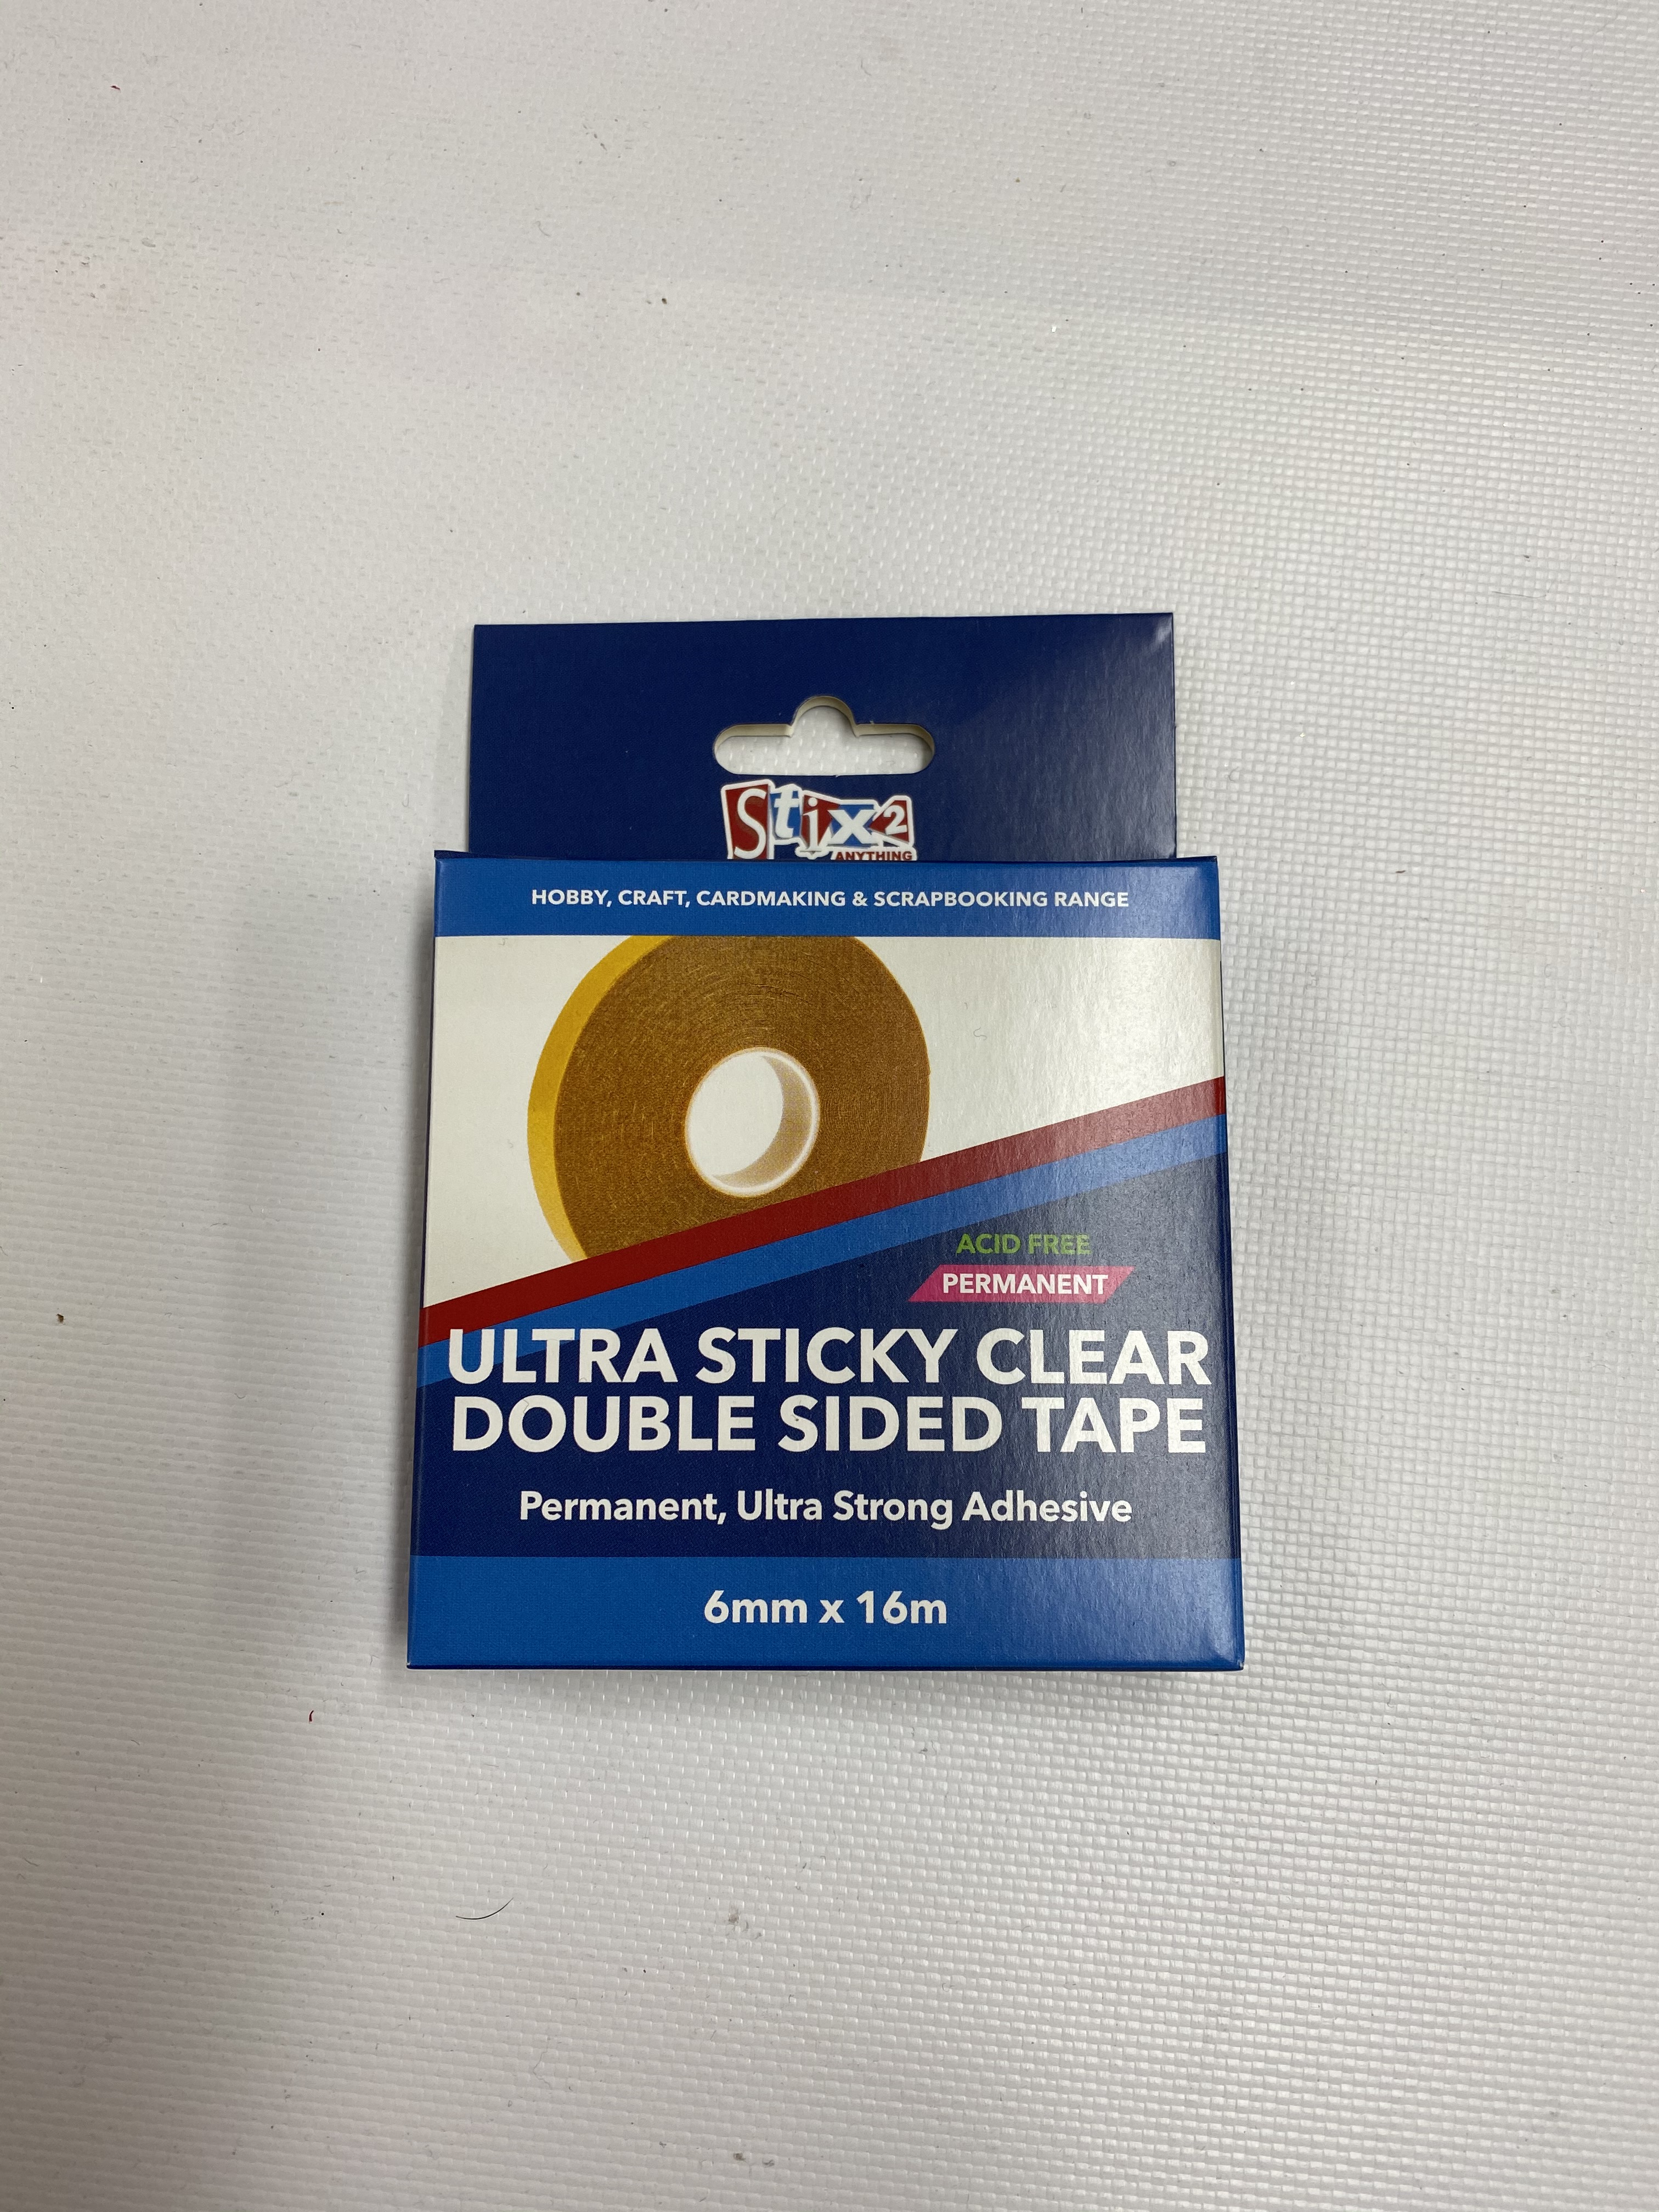 Stix2
ANYTHING
HOBBY, CRAFT, CARDMAKING & SCRAPBOOKING RANGE
ACID FREE
PERMANENT
ULTRA STICKY CLEAR
DOUBLE SIDED TAPE
Permanent, Ultra Strong Adhesive
6mm x 16m